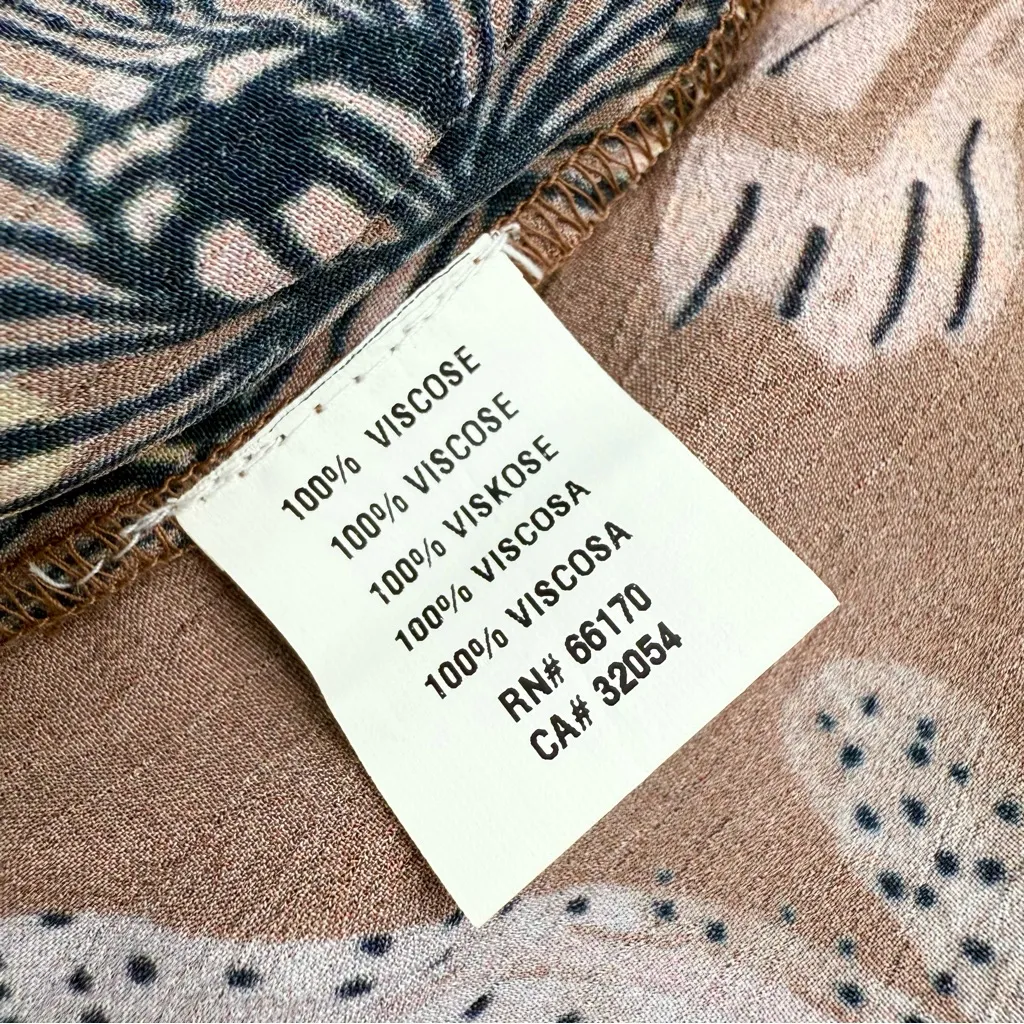 100% VISCOSE
100% VISCOSE
100% VISKOSE
100% VISCOSA
100% VISCOSA
RN# 66170
CA# 32054